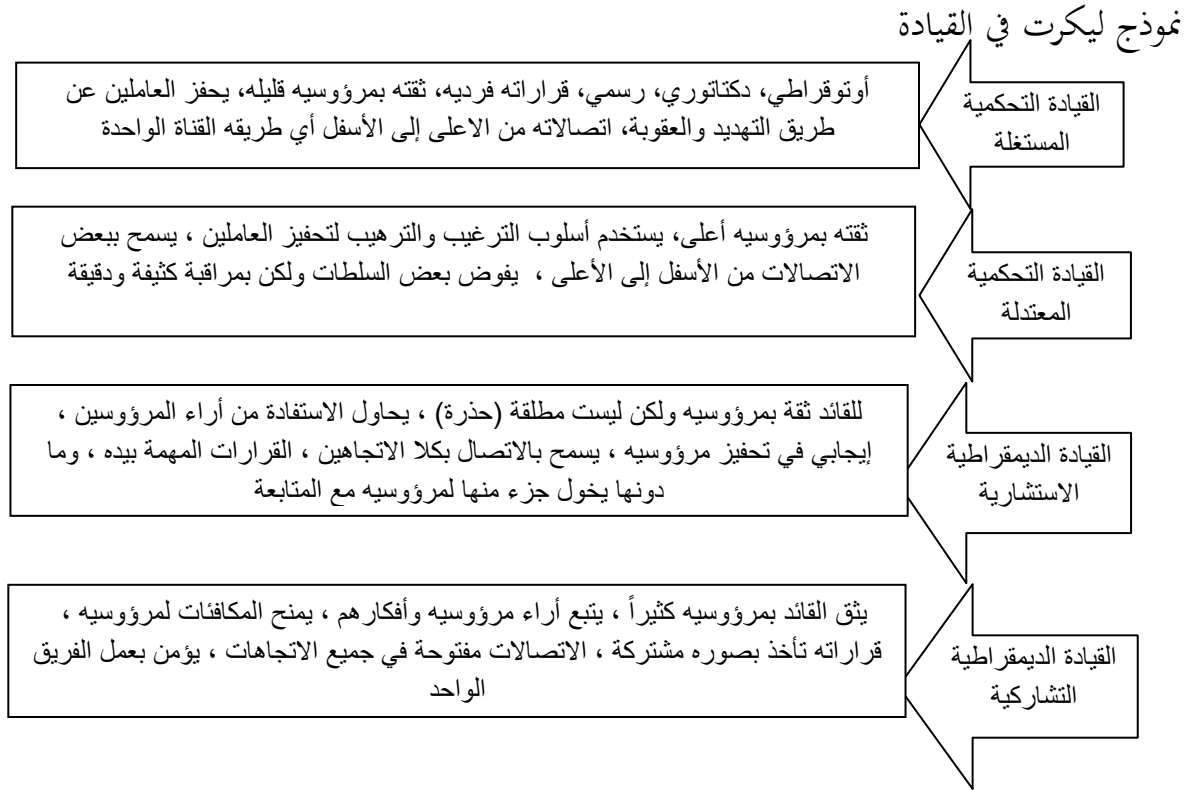 نموذج ليكرت في القيادة
القيادة التحكمية
المستغلة
أوتوقراطي، دكتاتوري، رسمي، قراراته فرديه، ثقته بمرؤوسيه قليله، يحفز العاملين عن
طريق التهديد والعقوبة، اتصالاته من الاعلى إلى الأسفل أي طريقه القناة الواحدة
القيادة التحكمية
المعتدلة
ثقته بمرؤوسيه أعلى، يستخدم أسلوب الترغيب والترهيب لتحفيز العاملين ، يسمح ببعض
الاتصالات من الأسفل إلى الأعلى ، يفوض بعض السلطات ولكن بمراقبة كثيفة ودقيقة
القيادة الديمقراطية
الاستشارية
للقائد ثقة بمرؤوسيه ولكن ليست مطلقة (حذرة) ، يحاول الاستفادة من أراء المرؤوسين ،
إيجابي في تحفيز مرؤوسيه ، يسمح بالاتصال بكلا الاتجاهين ، القرارات المهمة بيده ، وما
دونها يخول جزء منها لمرؤوسيه مع المتابعة
القيادة الديمقراطية
التشاركية
يثق القائد بمرؤوسيه كثيراً ، يتبع أراء مرؤوسيه وأفكارهم ، يمنح المكافئات لمرؤوسيه ،
قراراته تأخذ بصوره مشتركة ، الاتصالات مفتوحة في جميع الاتجاهات ، يؤمن بعمل الفريق
الواحد